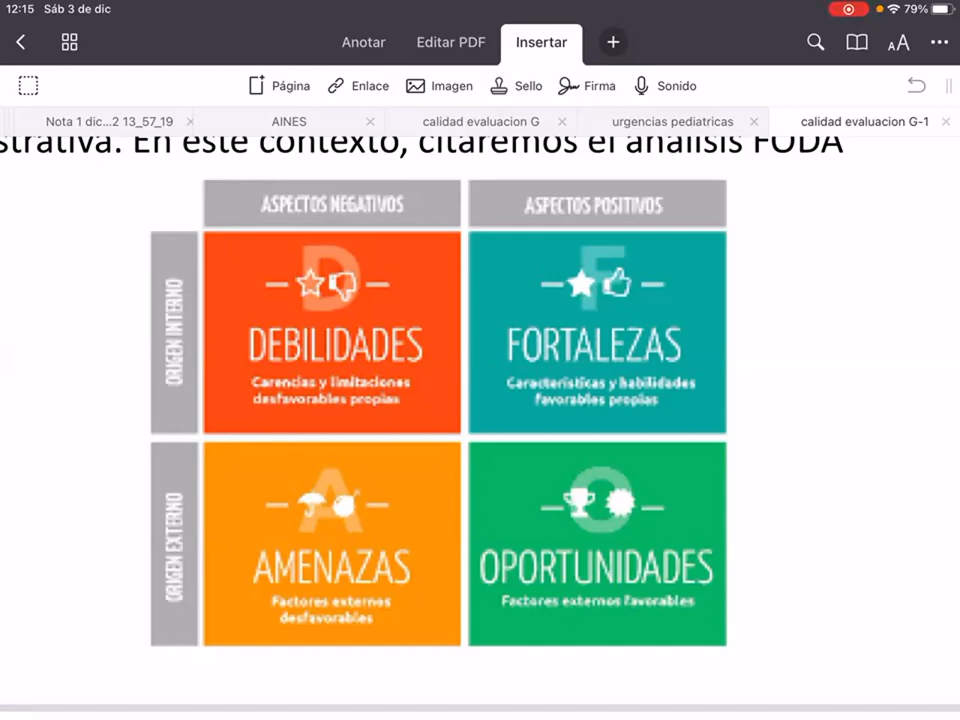 12:15 Sáb 3 de dic
79%
Anotar
Editar PDF
Insertar
+
AA
Página
Enlace
Imagen
Sello
Firma
Sonido
Nota 1 dic...2 13_57_19
AINES
calidad evaluacion G
urgencias pediatricas
calidad evaluacion G-1
strativa. En este contexto, citaremos el análisis FODA
ASPECTOS NEGATIVOS
ASPECTOS POSITIVOS
ORIGEN INTERNO
D
DEBILIDADES
Carencias y limitaciones
desfavorables propias
F
FORTALEZAS
Características y habilidades
favorables propias
ORIGEN EXTERNO
A
AMENAZAS
Factores externos
desfavorables
O
OPORTUNIDADES
Factores externos favorables